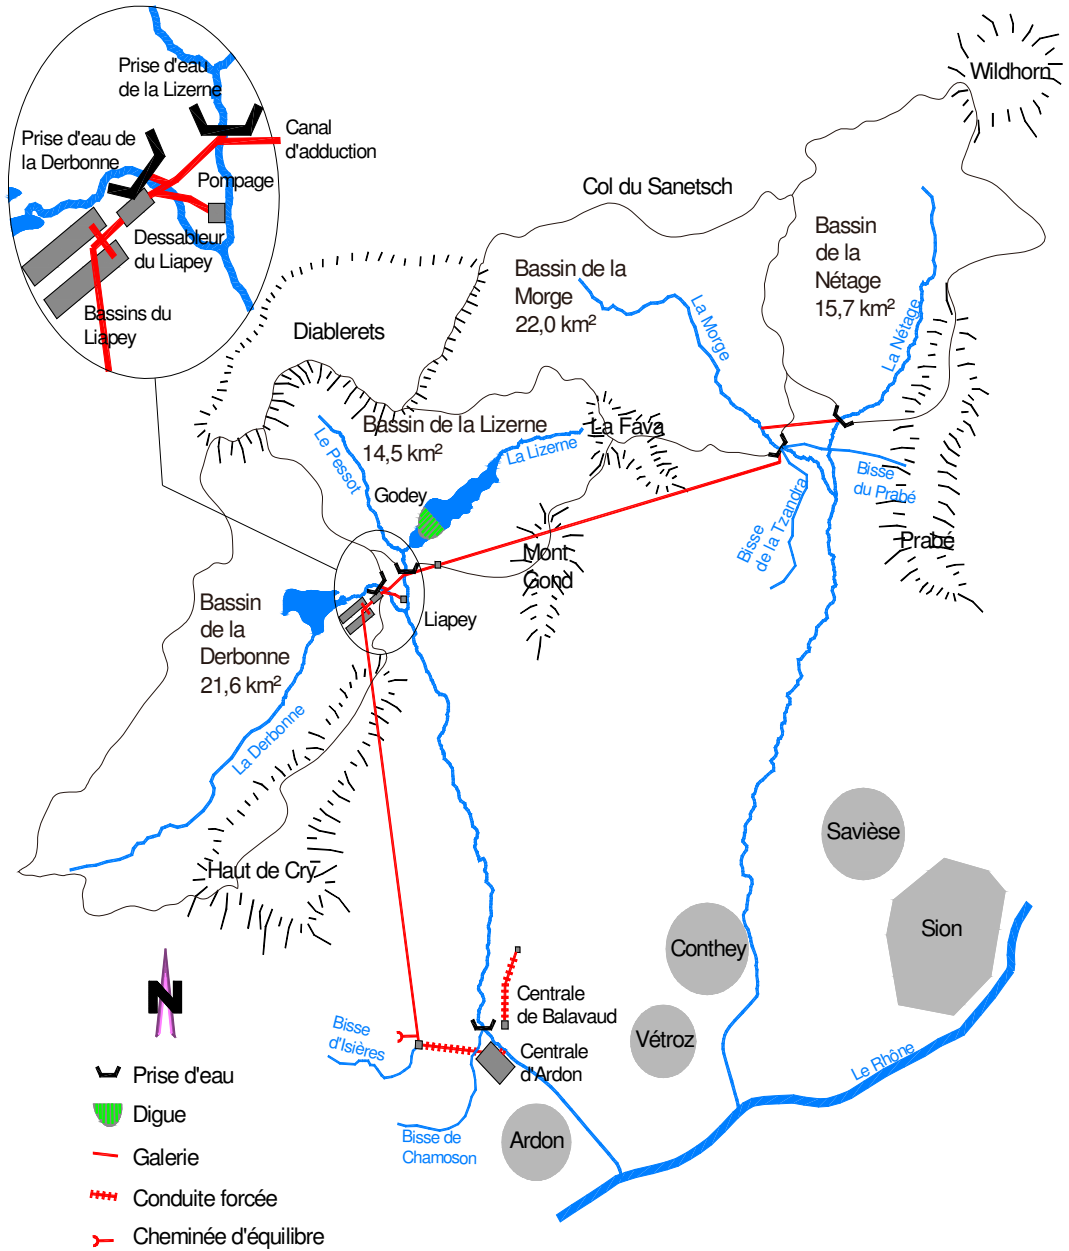 Prise d'eau
de la Lizerne
Canal
d'adduction
Prise d'eau de
la Derbonne
Pompage
Dessableur
du Liapey
Bassins du
Liapey
Wildhorn
Col du Sanetsch
Bassin
de la
Nétage
15,7 km²
La Nétage
Bassin de la
Morge
22,0 km²
La Morge
Diablerets
Bassin de la Lizerne
14,5 km²
Le Pessot
La Lizerne
La Fáva
Godey
Bisse
du Prabé
Bisse
de la Tzandra
Prabé
Mont
Gond
Liapey
Bassin
de la
Derbonne
21,6 km²
La Derbonne
Haut de Cry
Savièse
Sion
Conthey
Vétroz
Le Rhône
Centrale
de Balavaud
Centrale
d'Ardon
Bisse
d'Isières
Bisse de
Chamoson
Ardon
N
Prise d'eau
Digue
Galerie
Conduite forcée
Cheminée d'équilibre